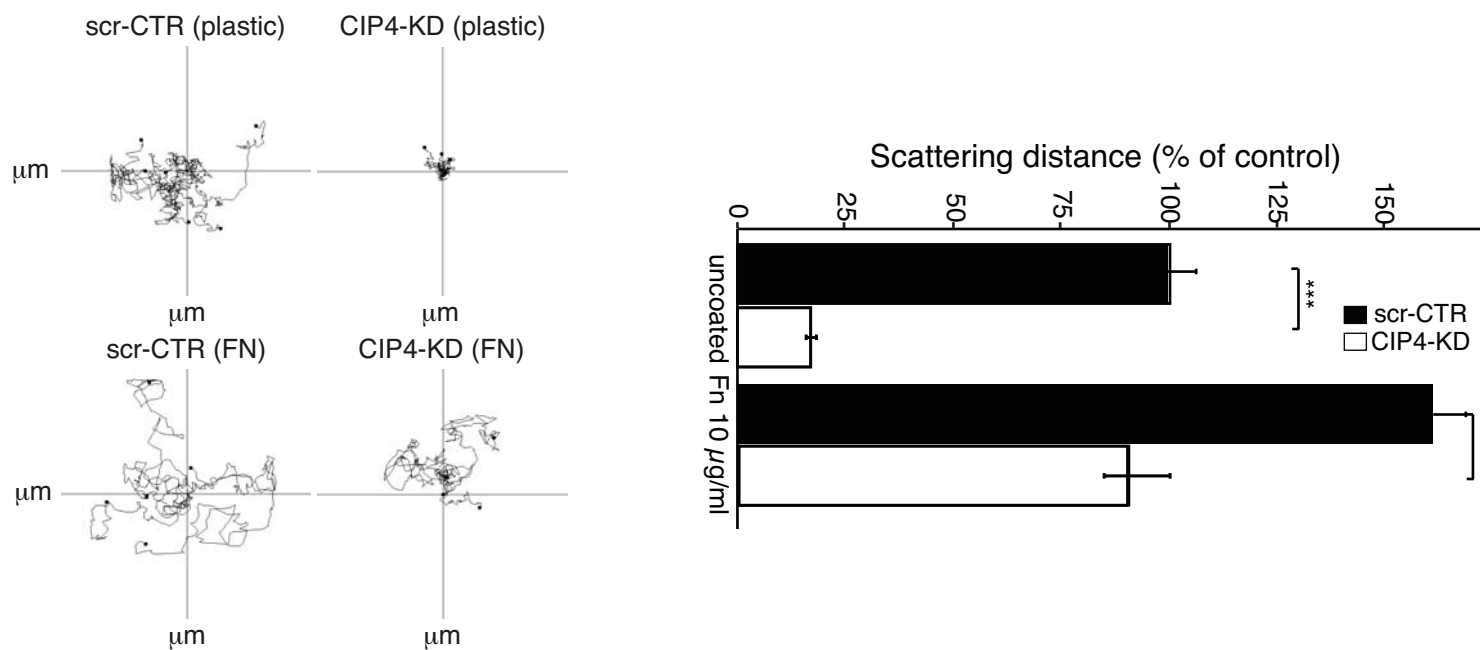 scr-CTR (plastic)
CIP4-KD (plastic)
μm
μm
μm
scr-CTR (FN)
CIP4-KD (FN)
μm
μm
μm
Scattering distance (% of control)
0
25
50
75
100
125
150
uncoated
Fn 10 µg/ml
***
scr-CTR
CIP4-KD